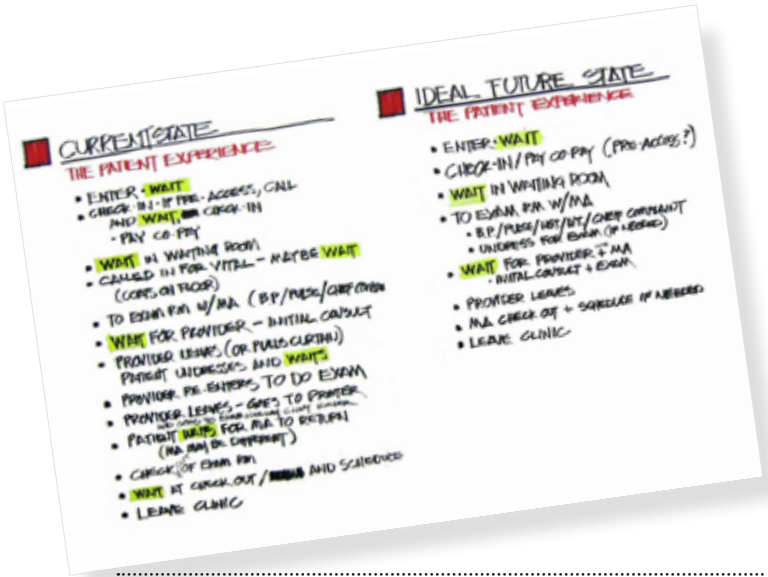 CURRENT STATE
THE PATIENT EXPERIENCE
• ENTER • WAIT
• CHECK-IN - IF PRE-ACCESS, CALL
AND WAIT, CHECK-IN
- PAY CO-PAY
• WAIT IN WAITING ROOM
• CALLED IN FOR VITAL - MAYBE WAIT
(COATS ON FLOOR)
• TO EXAM RM W/MA (BP/PULSE/CHIEF
• WAIT FOR PROVIDER - INITIAL CONSULT
• PROVIDER LEAVES (OR PULLS CURTAIN)
PATIENT UNDRESSES AND WAITS
• PROVIDER RE-ENTERS TO DO EXAM
• PROVIDER LEAVES - GOES TO PRINTER
• PATIENT WAITS FOR MA TO RETURN
(MA MAY BE DIFFERENT)
• CHECK OF EXAM RM
• WAIT AT CHECK OUT / AND SCHEDULE
• LEAVE CLINIC
IDEAL FUTURE STATE
THE PATIENT EXPERIENCE
• ENTER • WAIT
• CHECK-IN / PAY CO-PAY (PRE-ACCESS?)
• WAIT IN WAITING ROOM
• TO EXAM RM W/MA
• B.P./PULSE/HGT/WT/CHIEF COMPLAINT
• UNDRESS FOR EXAM (IF NEEDED)
• WAIT FOR PROVIDER + MA
- INITIAL CONSULT + EXAM
• PROVIDER LEAVES
• MA CHECK OUT + SCHEDULE IF NEEDED
• LEAVE CLINIC